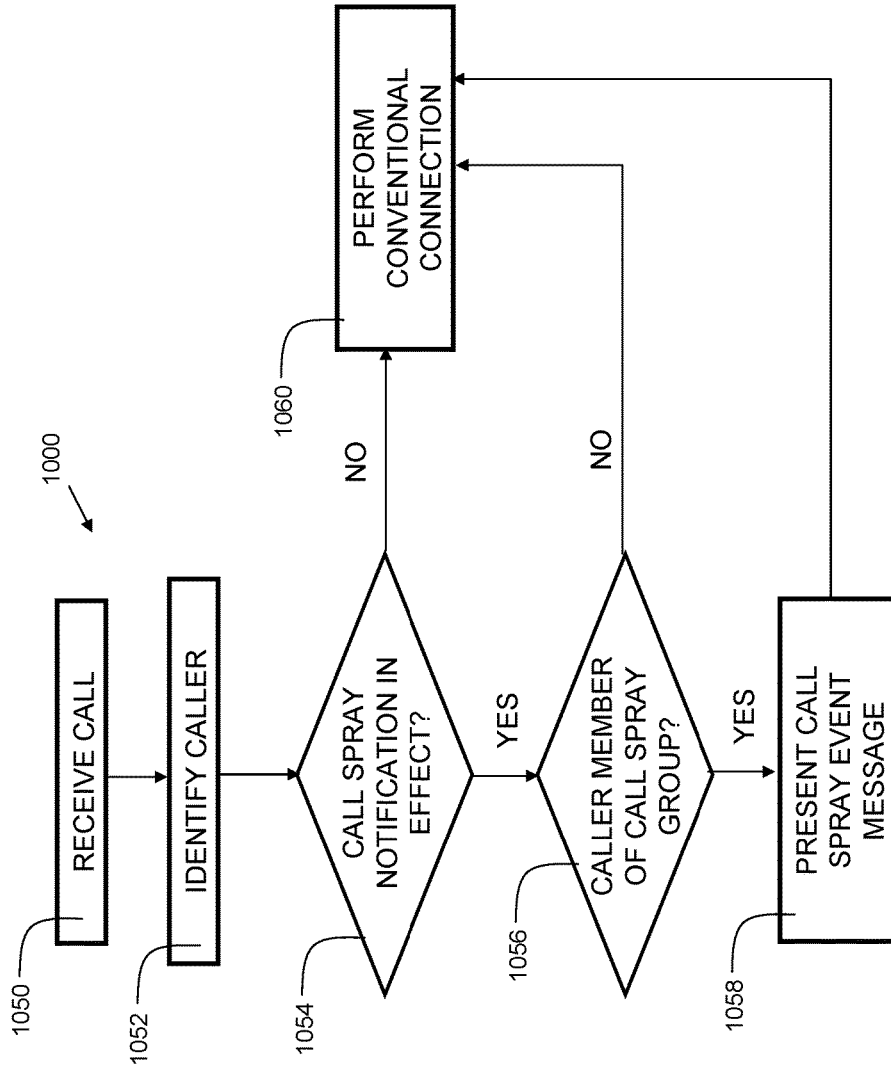 1000
1050
RECEIVE CALL
1052
IDENTIFY CALLER
1054
CALL SPRAY
NOTIFICATION IN
EFFECT?
NO
YES
1060
PERFORM
CONVENTIONAL
CONNECTION
1056
CALLER MEMBER
OF CALL SPRAY
GROUP?
NO
YES
1058
PRESENT CALL
SPRAY EVENT
MESSAGE